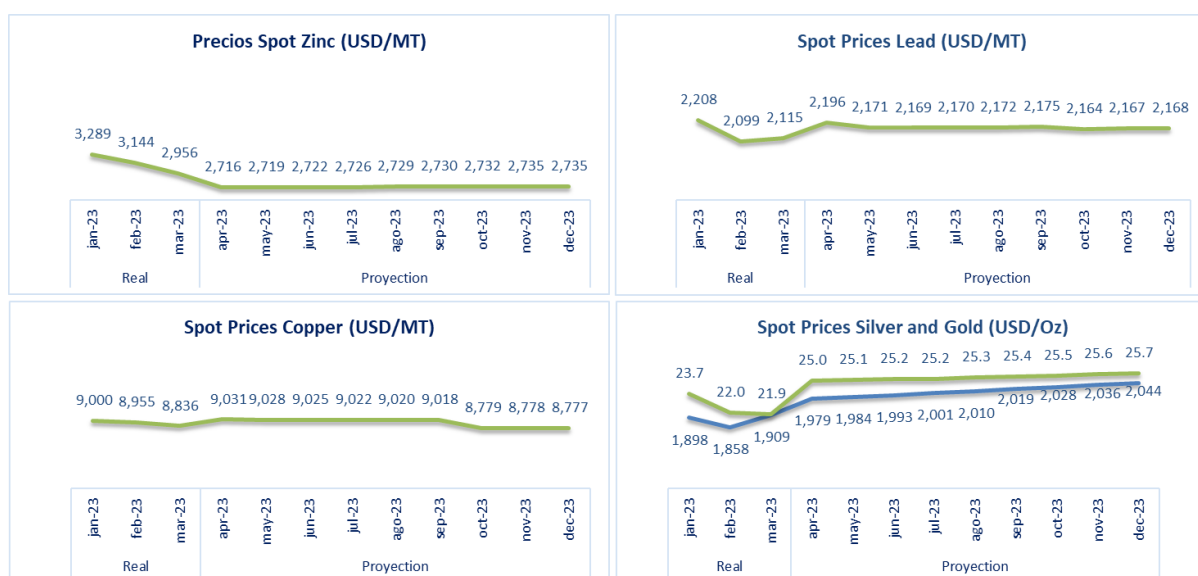 Precios Spot Zinc (USD/MT)
3,289 3,144 2,956 2,716 2,719 2,722 2,726 2,729 2,730 2,732 2,735 2,735
jan-23 feb-23 mar-23 apr-23 may-23 jun-23 jul-23 ago-23 sep-23 oct-23 nov-23 dec-23
Real Proyection
Spot Prices Lead (USD/MT)
2,208 2,099 2,115 2,196 2,171 2,169 2,170 2,172 2,175 2,164 2,167 2,168
jan-23 feb-23 mar-23 apr-23 may-23 jun-23 jul-23 ago-23 sep-23 oct-23 nov-23 dec-23
Real Proyection
Spot Prices Copper (USD/MT)
9,000 8,955 8,836 9,031 9,028 9,025 9,022 9,020 9,018 8,779 8,778 8,777
jan-23 feb-23 mar-23 apr-23 may-23 jun-23 jul-23 ago-23 sep-23 oct-23 nov-23 dec-23
Real Proyection
Spot Prices Silver and Gold (USD/Oz)
23.7 22.0 21.9 25.0 25.1 25.2 25.2 25.3 25.4 25.5 25.6 25.7
1,898 1,858 1,909 1,979 1,984 1,993 2,001 2,010 2,019 2,028 2,036 2,044
jan-23 feb-23 mar-23 apr-23 may-23 jun-23 jul-23 ago-23 sep-23 oct-23 nov-23 dec-23
Real Proyection